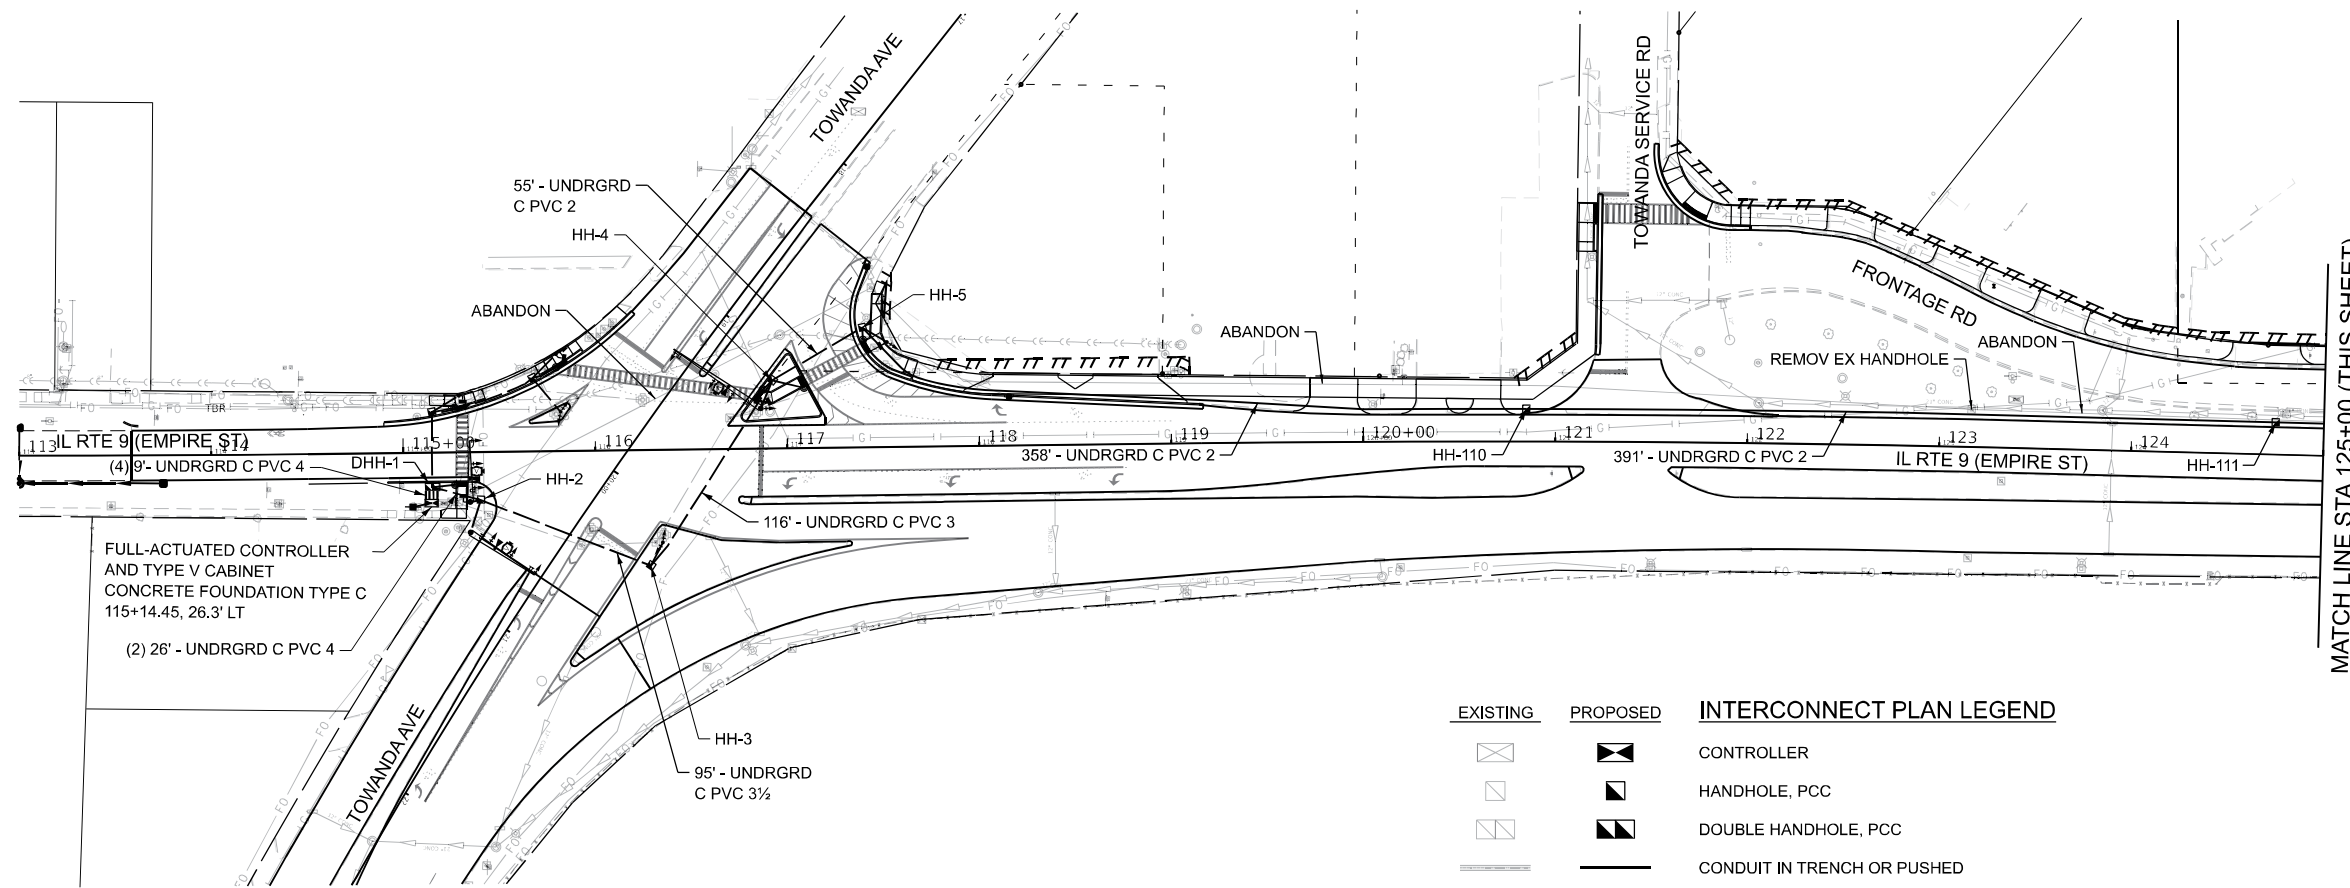 TOWANDA AVE
TOWANDA SERVICE RD
55' - UNDRGRD
C PVC 2
HH-4
HH-5
ABANDON
ABANDON
FRONTAGE RD
ABANDON
REMOV EX HANDHOLE
MATCH LINE STA 125+00 (THIS SHEET)
TBR
113
IL RTE 9 (EMPIRE ST)
114
115+00
116
117
118
119
120+00
121
122
123
124
(4) 9'- UNDRGRD C PVC 4
DHH-1
HH-2
358' - UNDRGRD C PVC 2
HH-110
391' - UNDRGRD C PVC 2
IL RTE 9 (EMPIRE ST)
HH-111
116' - UNDRGRD C PVC 3
FULL-ACTUATED CONTROLLER
AND TYPE V CABINET
CONCRETE FOUNDATION TYPE C
115+14.45, 26.3' LT
(2) 26' - UNDRGRD C PVC 4
TOWANDA AVE
HH-3
95' - UNDRGRD
C PVC 3½
EXISTING PROPOSED INTERCONNECT PLAN LEGEND
CONTROLLER
HANDHOLE, PCC
DOUBLE HANDHOLE, PCC
CONDUIT IN TRENCH OR PUSHED